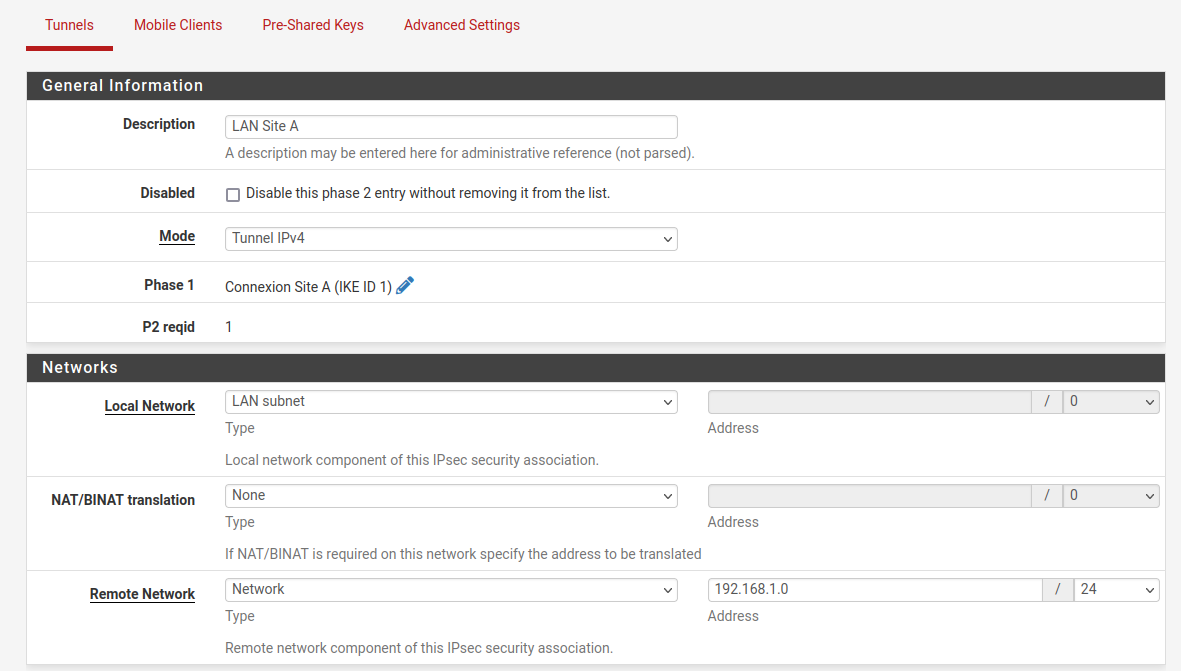 Tunnels Mobile Clients Pre-Shared Keys Advanced Settings
General Information
Description LAN Site A
A description may be entered here for administrative reference (not parsed).
Disabled Disable this phase 2 entry without removing it from the list.
Mode Tunnel IPv4
Phase 1 Connexion Site A (IKE ID 1)
P2 reqid 1
Networks
Local Network LAN subnet / 0
Type Address
Local network component of this IPsec security association.
NAT/BINAT translation None / 0
Type Address
If NAT/BINAT is required on this network specify the address to be translated
Remote Network Network 192.168.1.0 / 24
Type Address
Remote network component of this IPsec security association.